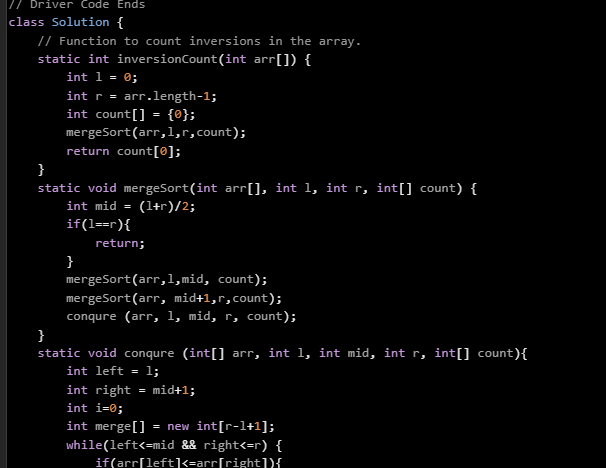 // Driver Code Ends
class Solution {
    // Function to count inversions in the array.
    static int inversionCount(int arr[]) {
        int l = 0;
        int r = arr.length-1;
        int count[] = {0};
        mergeSort(arr,l,r,count);
        return count[0];
    }
    static void mergeSort(int arr[], int l, int r, int[] count) {
        int mid = (l+r)/2;
        if(l==r){
            return;
        }
        mergeSort(arr,l,mid, count);
        mergeSort(arr, mid+1,r,count);
        conqure (arr, l, mid, r, count);
    }
    static void conqure (int[] arr, int l, int mid, int r, int[] count){
        int left = l;
        int right = mid+1;
        int i=0;
        int merge[] = new int[r-l+1];
        while(left<=mid && right<=r) {
            if(arr[left]<=arr[right]){